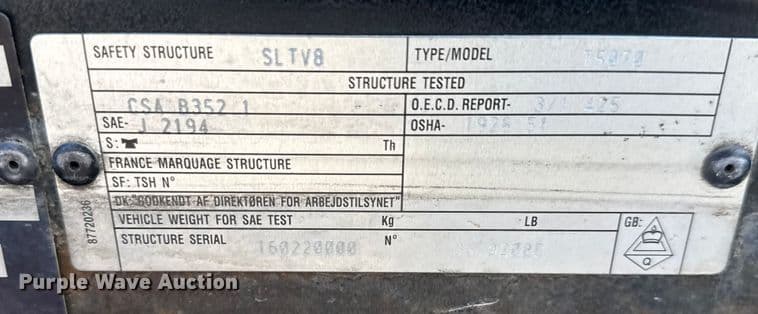 SAFETY STRUCTURE SLTV8 TYPE/MODEL
STRUCTURE TESTED
CSA B352 1 O.E.C.D. REPORT-
SAE- J 2194 OSHA-
S: Th
FRANCE MARQUAGE STRUCTURE
SF: TSH N°
DK:"GODKENDT AF DIREKTØREN FOR ARBEJDSTILSYNET"
VEHICLE WEIGHT FOR SAE TEST Kg LB GB:
STRUCTURE SERIAL 160220000 N°
Q
87720236
Purple Wave Auction